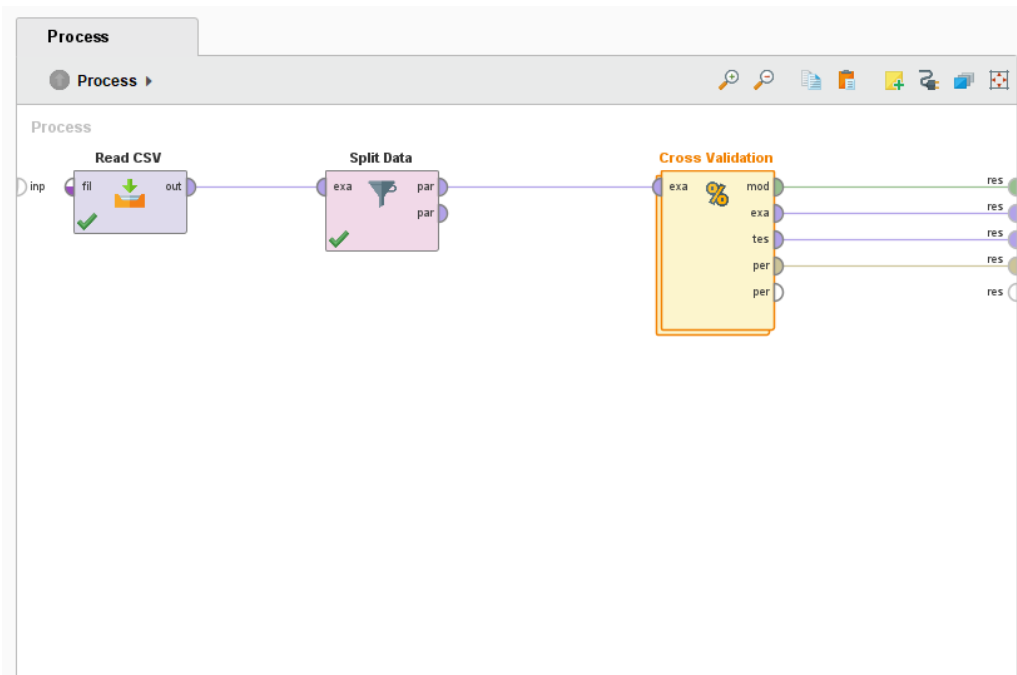 Process
Process
Process
Read CSV
Split Data
Cross Validation
inp
fil
out
exa
par
par
exa
mod
exa
tes
per
per
res
res
res
res
res